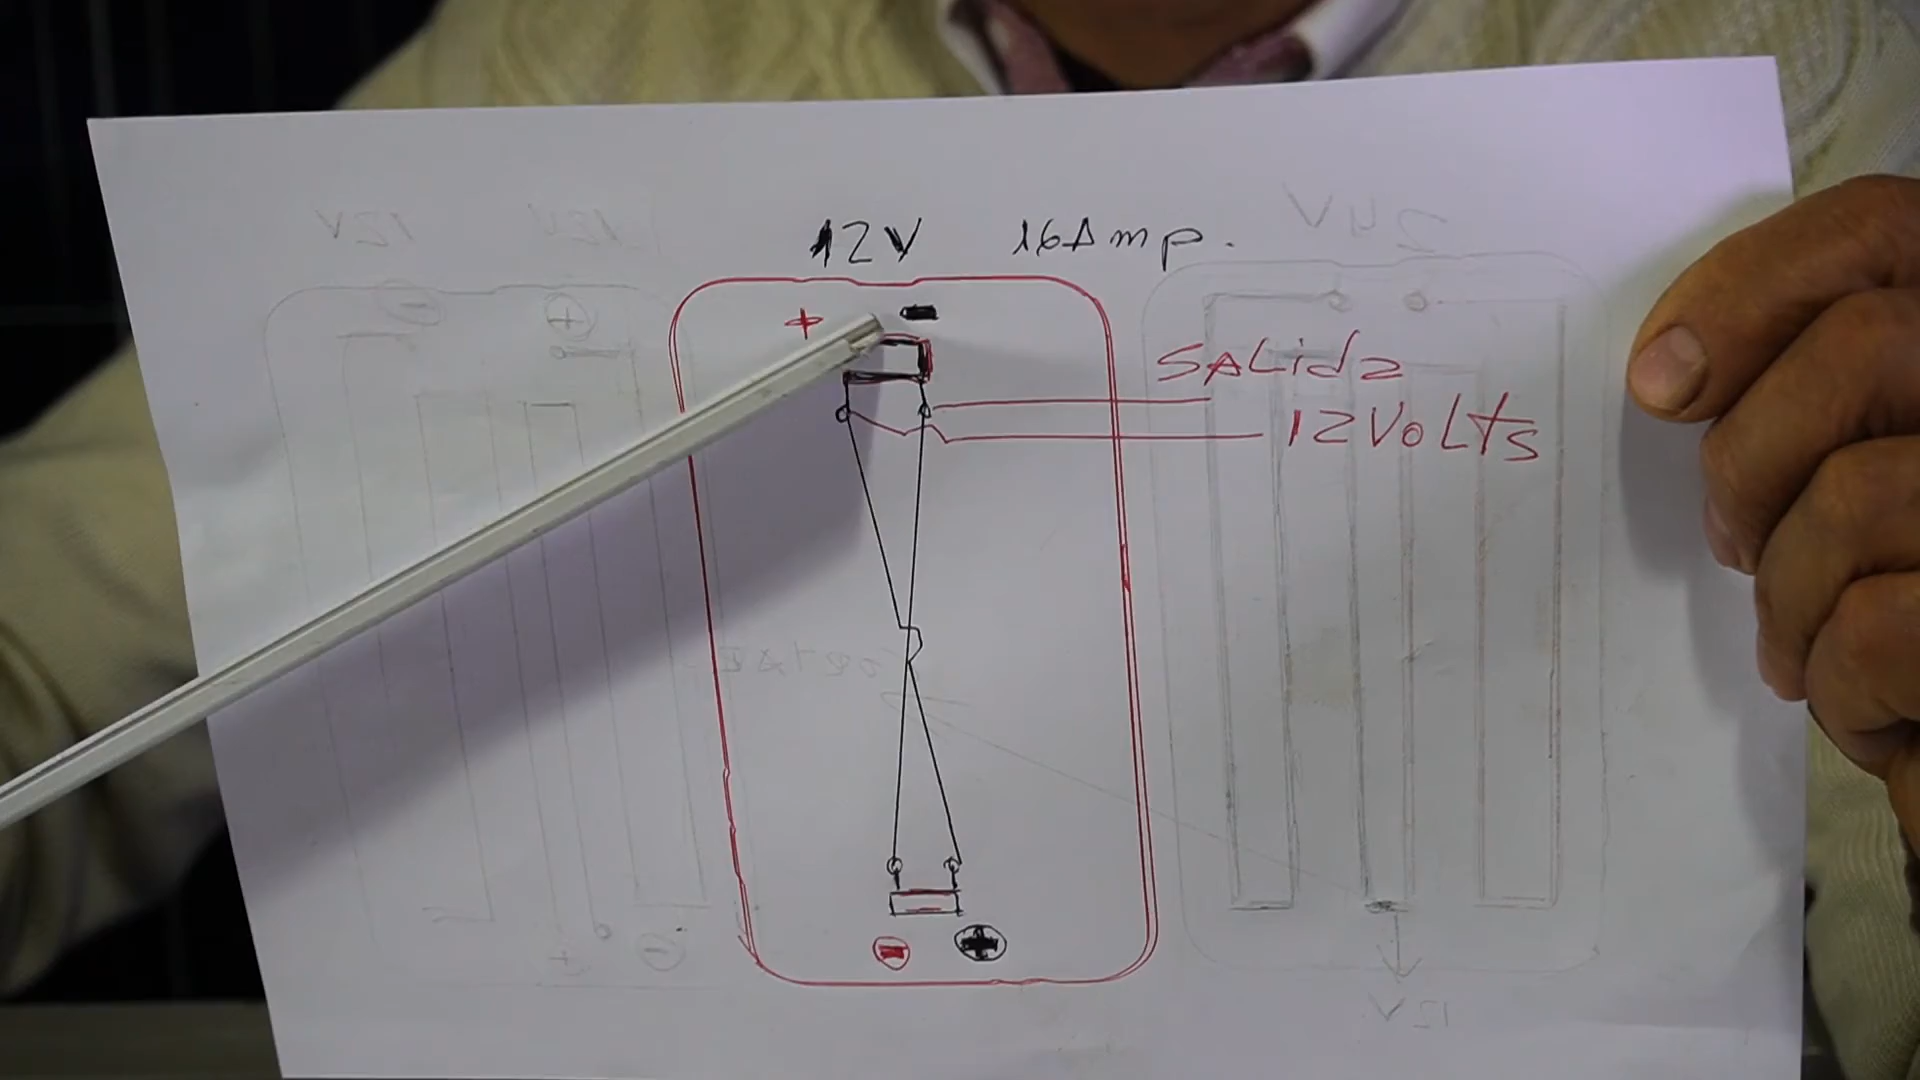 12V 16Amp.
+ -
SALida
12VoLts
- +